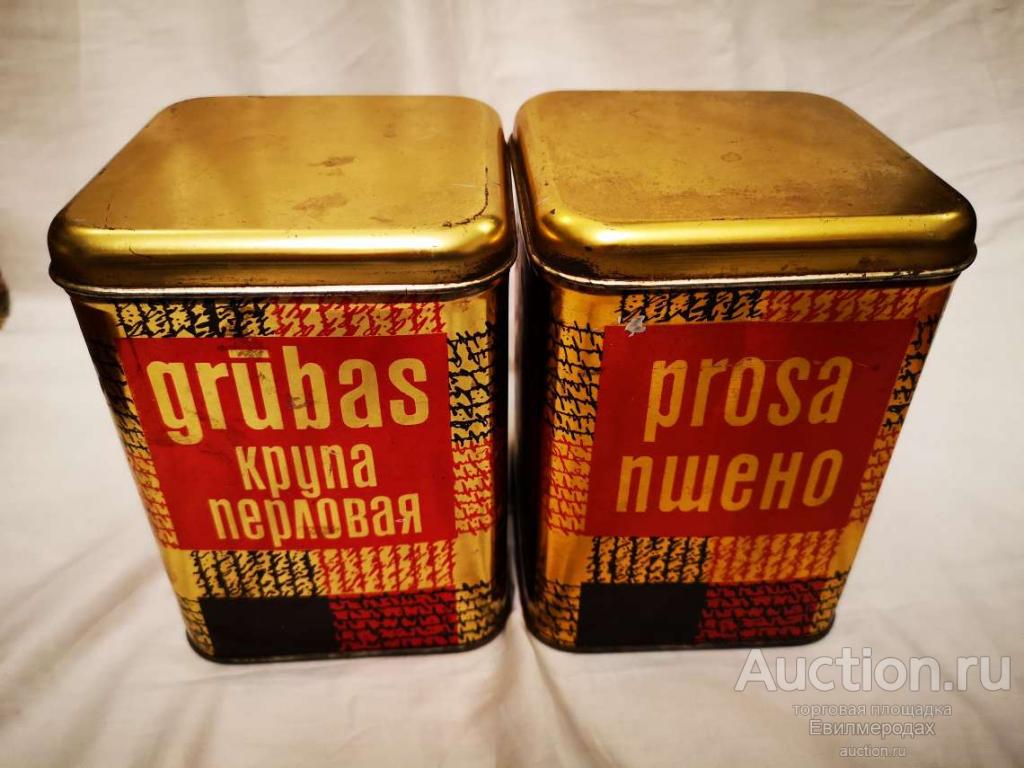 grūbas
крупа
перловая
prosa
пшено
Auction.ru
торговая площадка
Евилмеродах
auction.ru